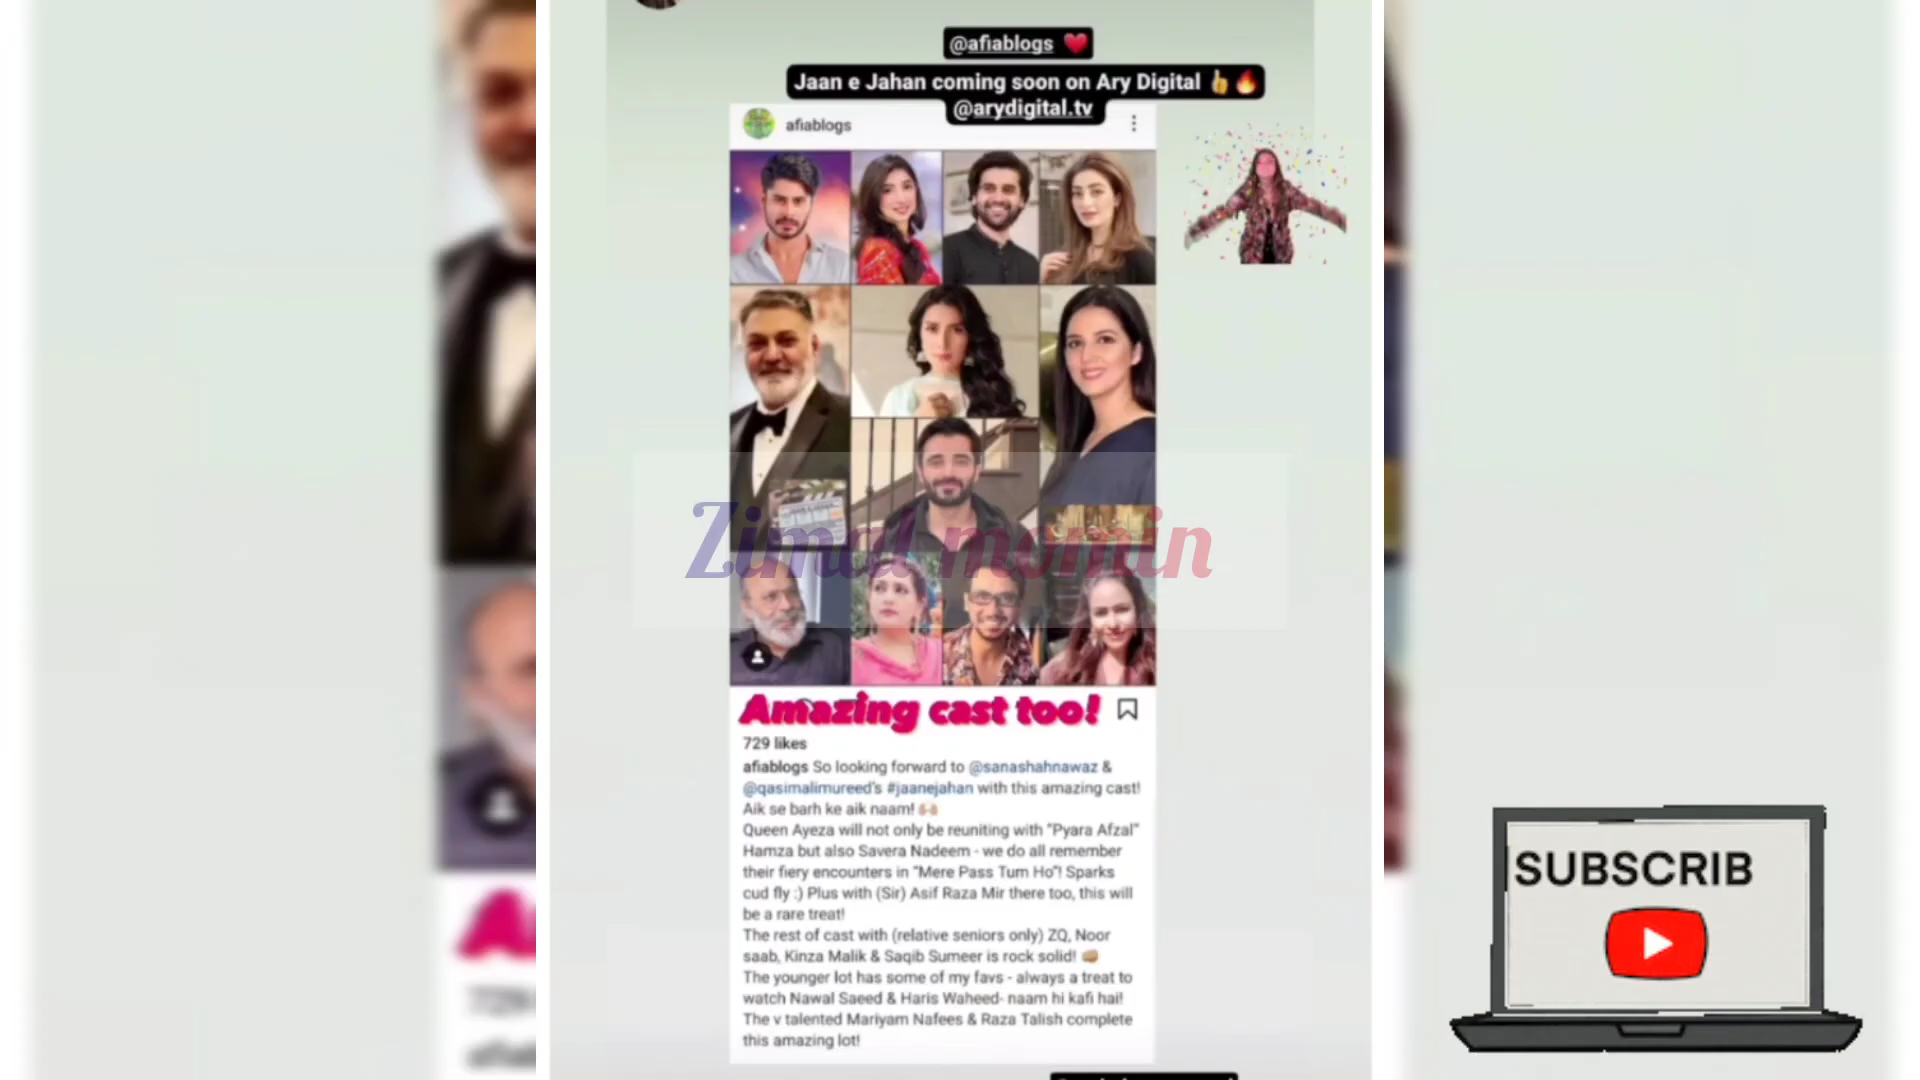 @afiablogs ❤️
Jaan e Jahan coming soon on Ary Digital 👍🔥
@arydigital.tv
afiablogs
Zimal momin
Amazing cast too!
729 likes
afiablogs So looking forward to @sanashahnawaz &
@qasimalimureed's #jaanejahan with this amazing cast!
Aik se barh ke aik naam! 🙌🏼
Queen Ayeza will not only be reuniting with "Pyara Afzal"
Hamza but also Savera Nadeem - we do all remember
their fiery encounters in "Mere Pass Tum Ho"! Sparks
cud fly :) Plus with (Sir) Asif Raza Mir there too, this will
be a rare treat!
The rest of cast with (relative seniors only) ZQ, Noor
saab, Kinza Malik & Saqib Sumeer is rock solid! 👊🏼
The younger lot has some of my favs - always a treat to
watch Nawal Saeed & Haris Waheed- naam hi kafi hai!
The v talented Mariyam Nafees & Raza Talish complete
this amazing lot!
SUBSCRIB